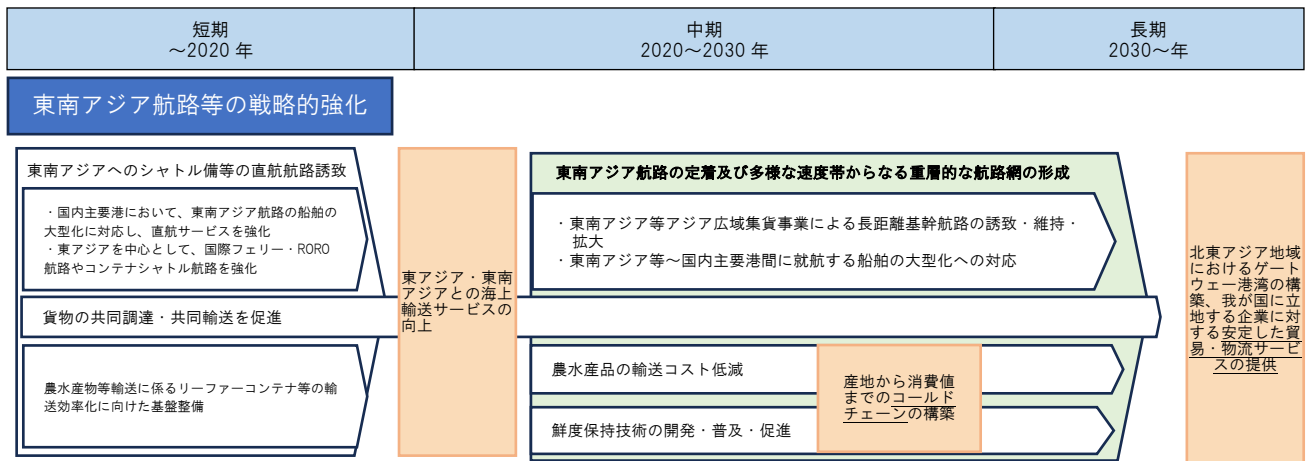 短期
～2020 年
中期
2020～2030 年
長期
2030～年
東南アジア航路等の戦略的強化
東南アジアへのシャトル備等の直航航路誘致
・国内主要港において、東南アジア航路の船舶の
大型化に対応し、直航サービスを強化
・東アジアを中心として、国際フェリー・RORO
航路やコンテナシャトル航路を強化
貨物の共同調達・共同輸送を促進
農水産物等輸送に係るリーファーコンテナ等の輸
送効率化に向けた基盤整備
東アジア・東南
アジアとの海上
輸送サービスの
向上
東南アジア航路の定着及び多様な速度帯からなる重層的な航路網の形成
・東南アジア等アジア広域集貨事業による長距離基幹航路の誘致・維持・
拡大
・東南アジア等～国内主要港間に就航する船舶の大型化への対応
農水産品の輸送コスト低減
鮮度保持技術の開発・普及・促進
産地から消費値
までのコールド
チェーンの構築
北東アジア地域
におけるゲート
ウェー港湾の構
築、我が国に立
地する企業に対
する安定した貿
易・物流サービ
スの提供